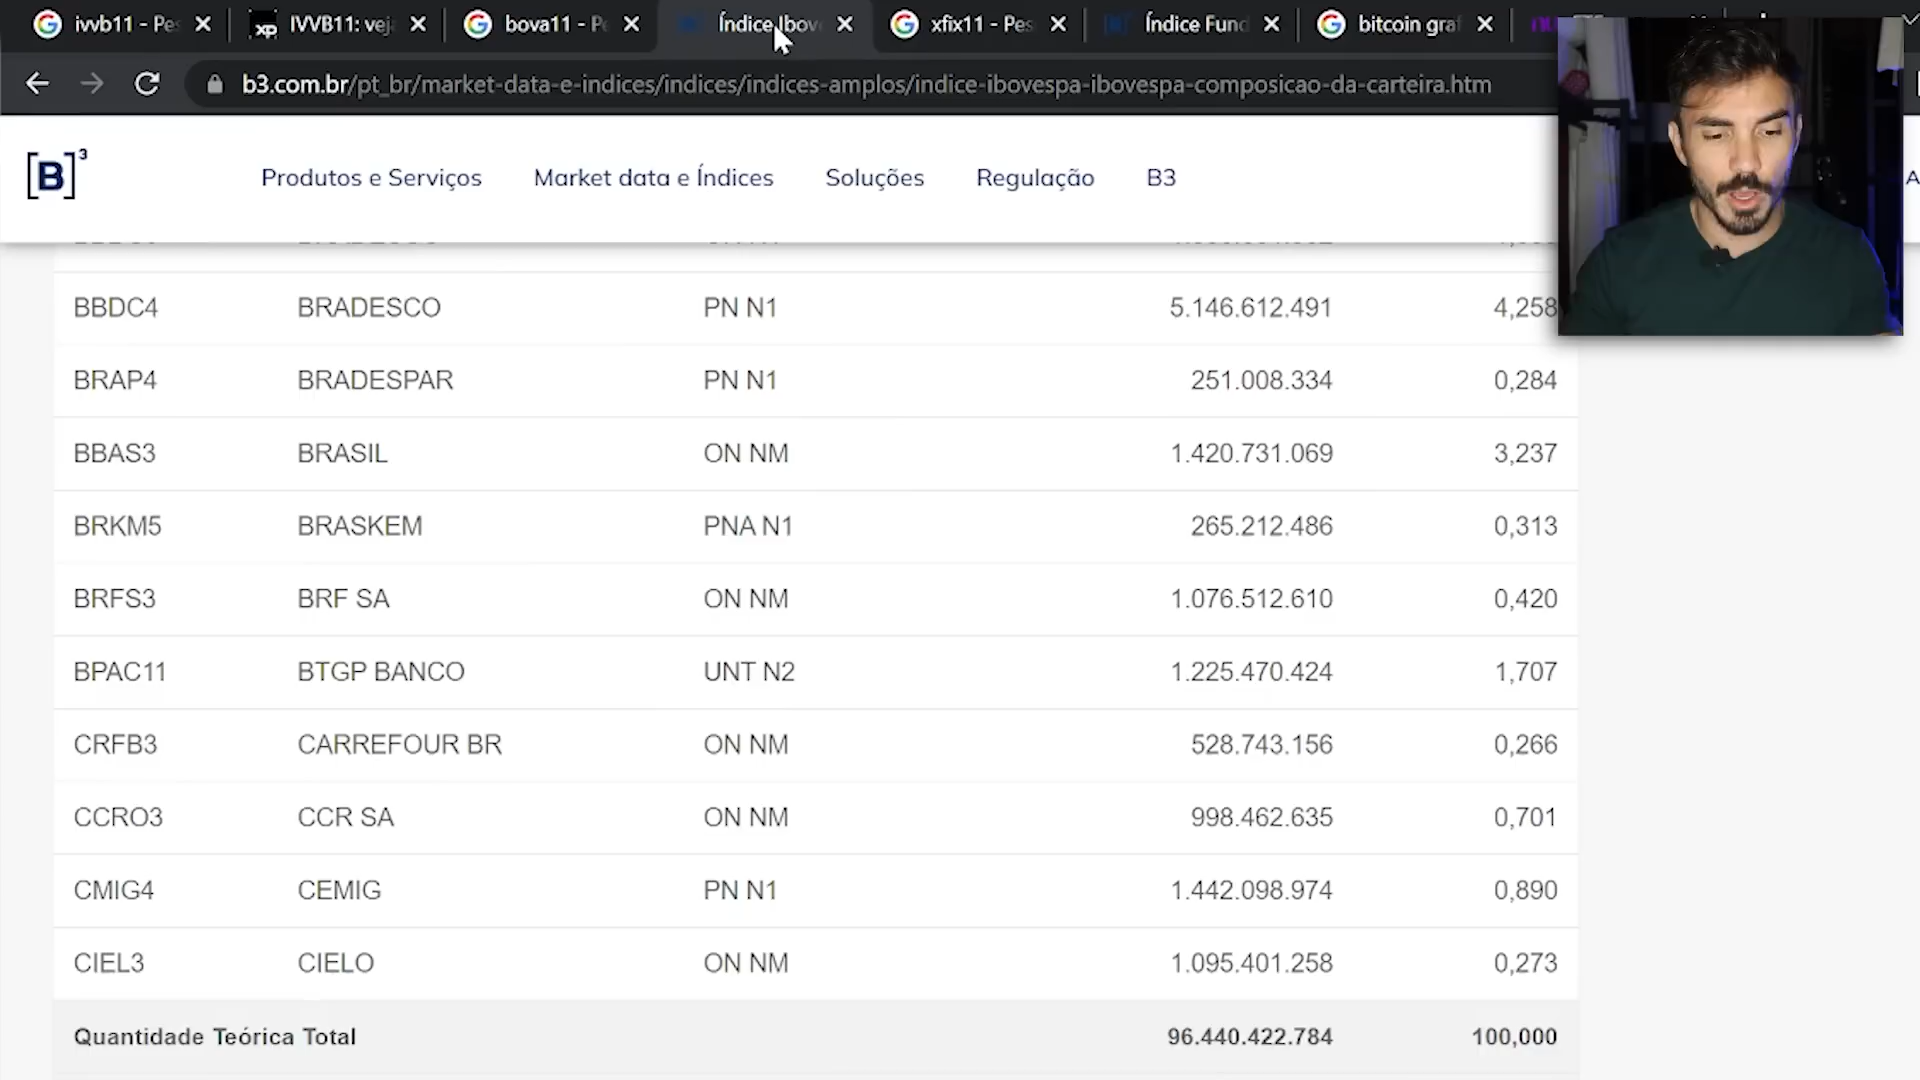 ivvb11 - Pes
xp IVVB11: veja
bova11 - Pe
Índice Ibov
xfix11 - Pes
Índice Fund
bitcoin graf
b3.com.br/pt_br/market-data-e-indices/indices/indices-amplos/indice-ibovespa-ibovespa-composicao-da-carteira.htm
[B]³ Produtos e Serviços Market data e Índices Soluções Regulação B3 A
BBDC4 BRADESCO PN N1 5.146.612.491 4,258
BRAP4 BRADESPAR PN N1 251.008.334 0,284
BBAS3 BRASIL ON NM 1.420.731.069 3,237
BRKM5 BRASKEM PNA N1 265.212.486 0,313
BRFS3 BRF SA ON NM 1.076.512.610 0,420
BPAC11 BTGP BANCO UNT N2 1.225.470.424 1,707
CRFB3 CARREFOUR BR ON NM 528.743.156 0,266
CCRO3 CCR SA ON NM 998.462.635 0,701
CMIG4 CEMIG PN N1 1.442.098.974 0,890
CIEL3 CIELO ON NM 1.095.401.258 0,273
Quantidade Teórica Total 96.440.422.784 100,000